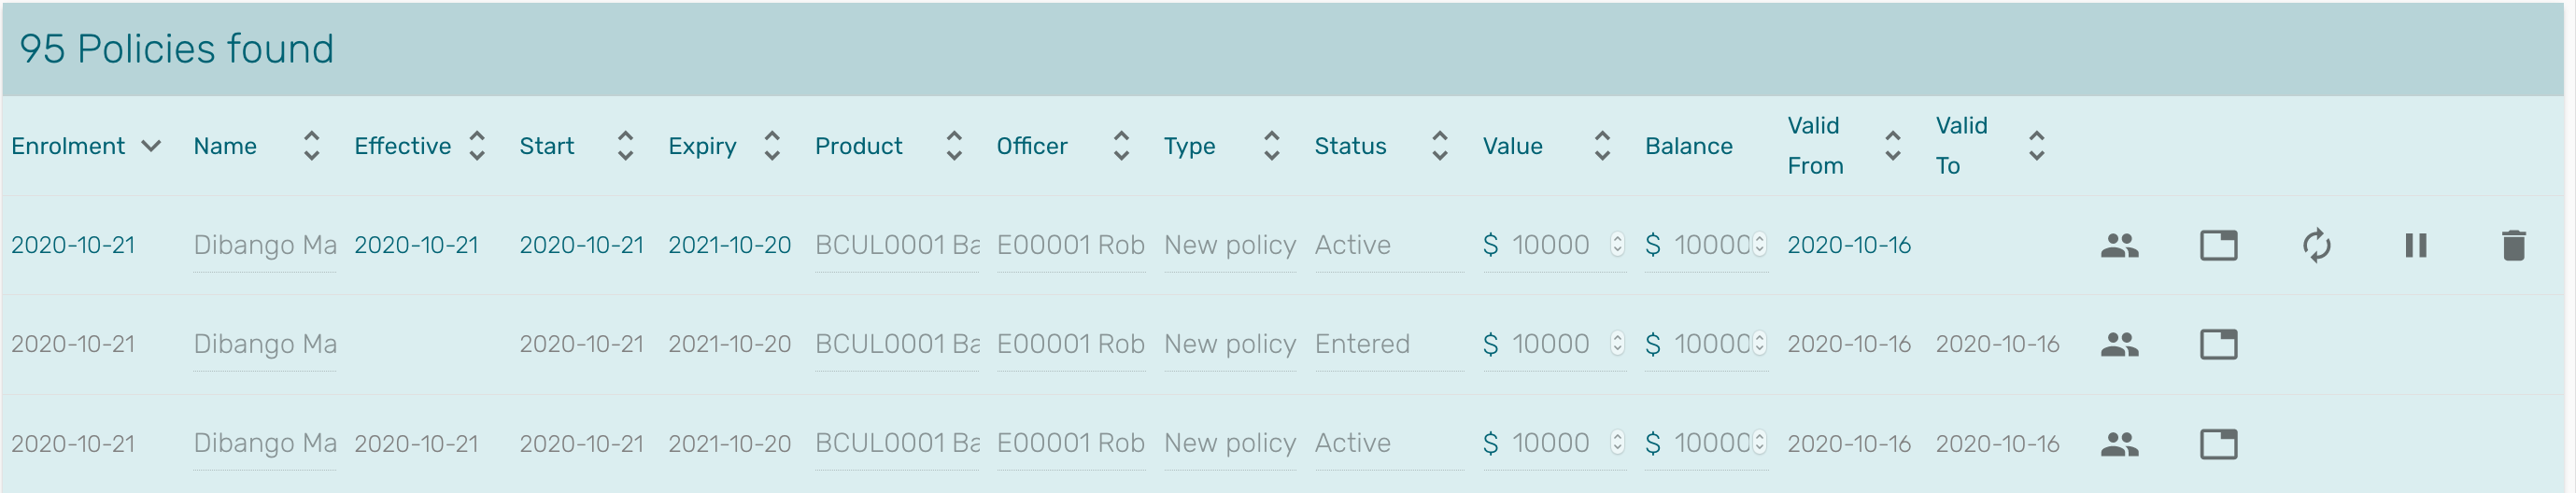 95 Policies found
Enrolment Name Effective Start Expiry Product Officer Type Status Value Balance Valid From Valid To
2020-10-21 Dibango Ma 2020-10-21 2020-10-21 2021-10-20 BCUL0001 Ba E00001 Rob New policy Active $ 10000 $ 10000 2020-10-16
2020-10-21 Dibango Ma 2020-10-21 2021-10-20 BCUL0001 Ba E00001 Rob New policy Entered $ 10000 $ 10000 2020-10-16 2020-10-16
2020-10-21 Dibango Ma 2020-10-21 2020-10-21 2021-10-20 BCUL0001 Ba E00001 Rob New policy Active $ 10000 $ 10000 2020-10-16 2020-10-16